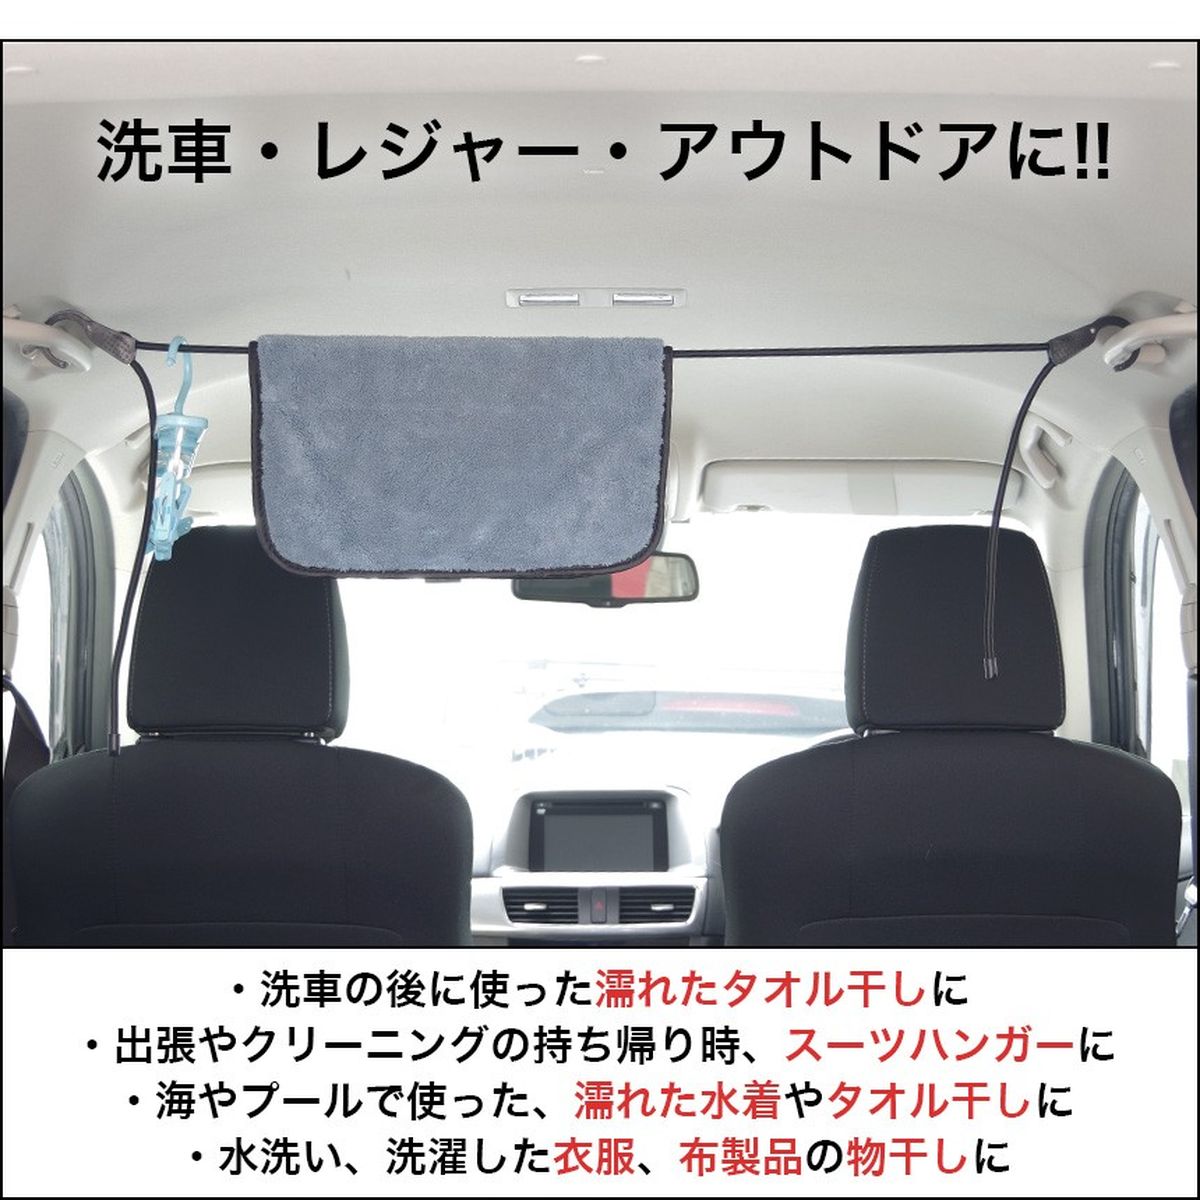 洗車・レジャー・アウトドアに!!
・洗車の後に使った濡れたタオル干しに
・出張やクリーニングの持ち帰り時、スーツハンガーに
・海やプールで使った、濡れた水着やタオル干しに
・水洗い、洗濯した衣服、布製品の物干しに